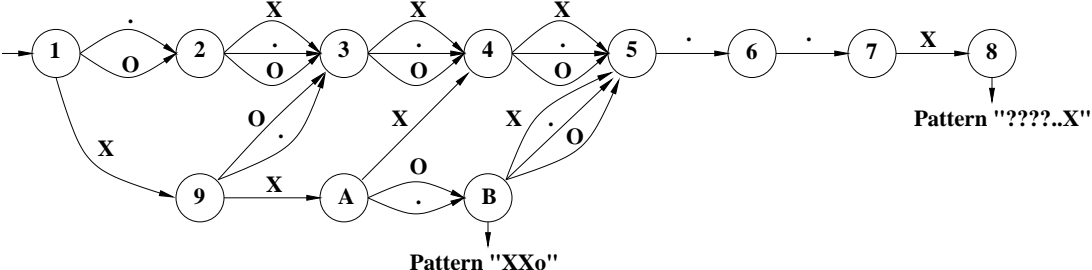 . X X X
1 2 3 4 5 . 6 . 7 X 8
. . .
O O O O
O X X . O
. Pattern "????..X"
X
9 X A O B
.
Pattern "XXo"